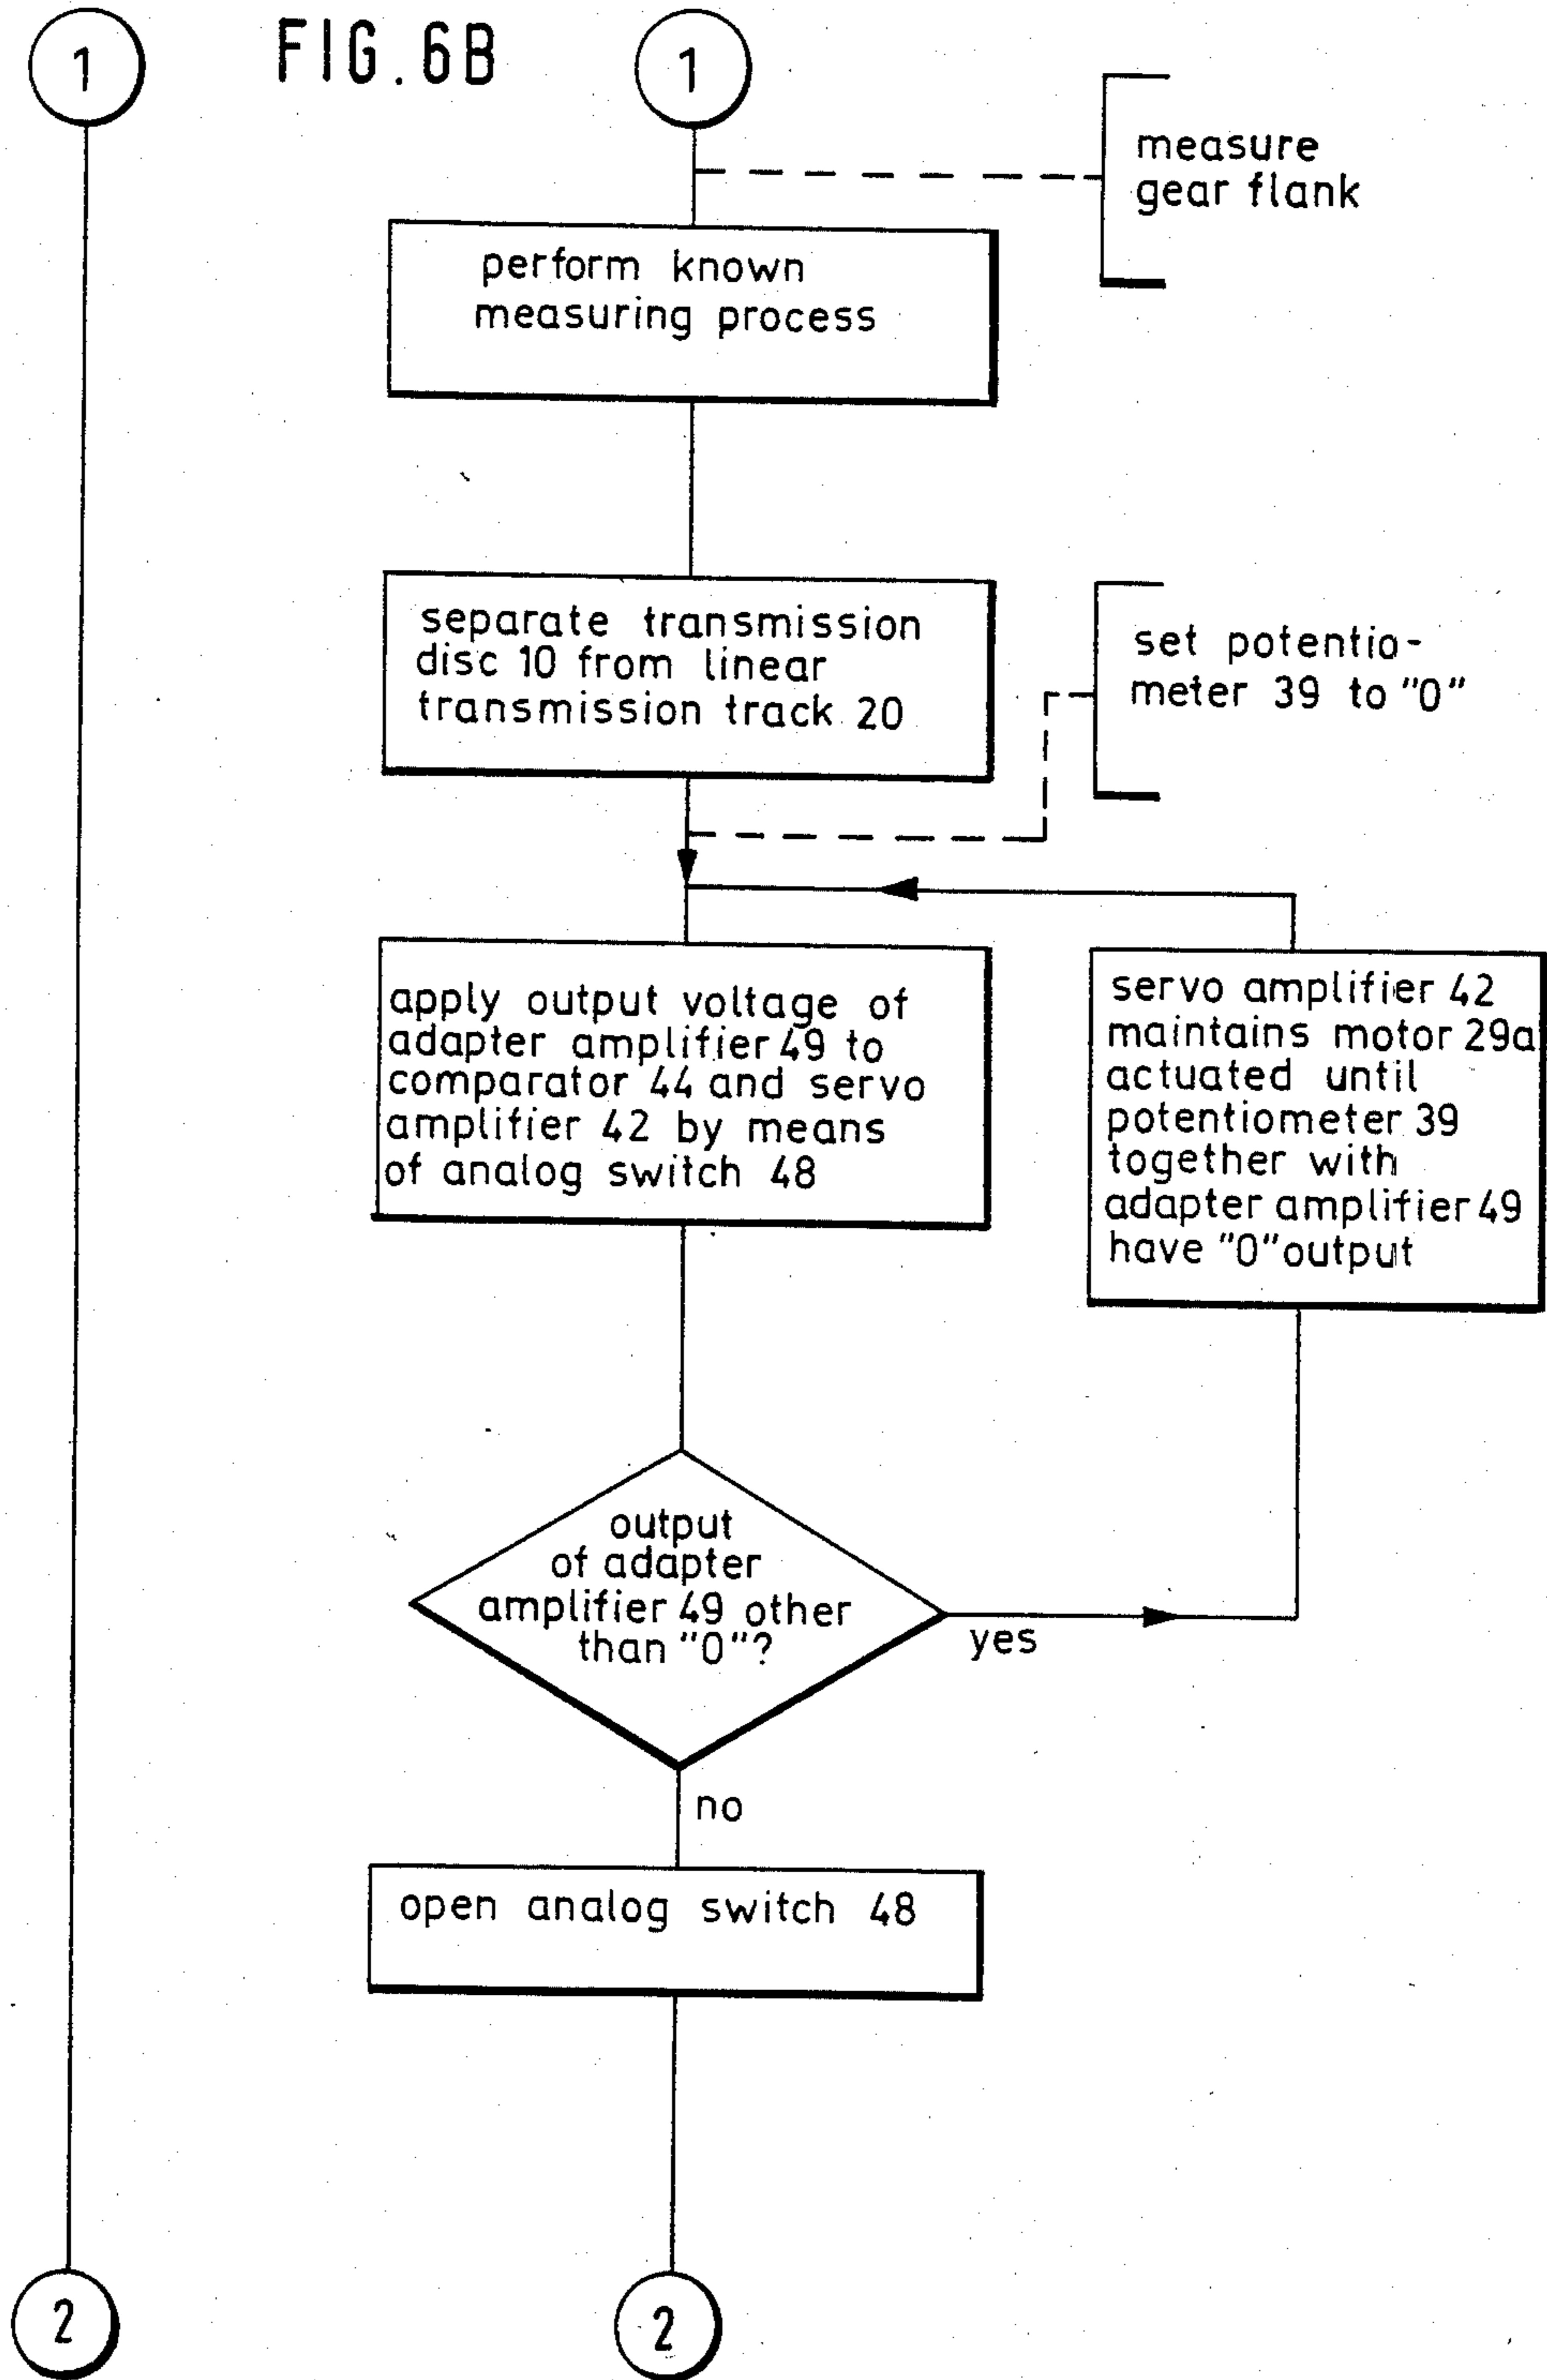 1
FIG.6B
1
measure
gear flank
perform known
measuring process
separate transmission
disc 10 from linear
transmission track 20
set potentio-
meter 39 to "0"
apply output voltage of
adapter amplifier 49 to
comparator 44 and servo
amplifier 42 by means
of analog switch 48
servo amplifier 42
maintains motor 29a
actuated until
potentiometer 39
together with
adapter amplifier 49
have "0" output
output
of adapter
amplifier 49 other
than "0"?
yes
no
open analog switch 48
2
2